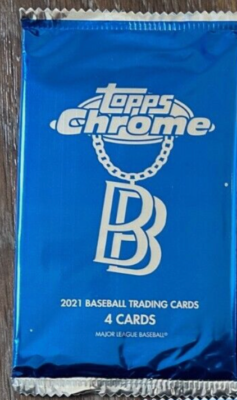 Topps
Chrome
BB
2021 BASEBALL TRADING CARDS
4 CARDS
MAJOR LEAGUE BASEBALL®